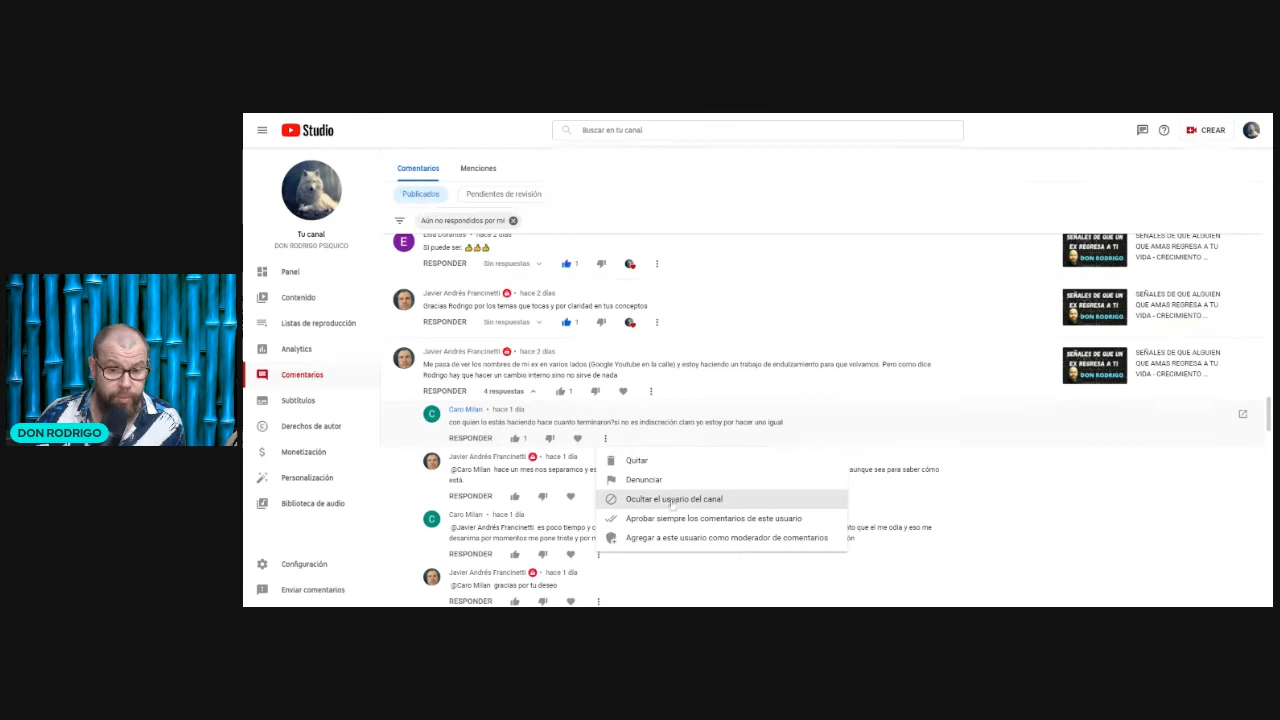 Studio
Buscar en tu canal
CREAR
Comentarios
Menciones
Publicados
Pendientes de revisión
Aún no respondidos por mí
Tu canal
DON RODRIGO PSIQUICO
Panel
Contenido
Listas de reproducción
Analytics
Comentarios
Subtítulos
Derechos de autor
Monetización
Personalización
Biblioteca de audio
Configuración
Enviar comentarios
E
hace 2 días
Si puede ser.
RESPONDER
Sin respuestas
1
SEÑALES DE QUE UN
EX REGRESA A TI
DON RODRIGO
SEÑALES DE QUE ALGUIEN
QUE AMAS REGRESA A TU
VIDA - CRECIMIENTO ...
Javier Andrés Francinetti • hace 2 días
Gracias Rodrigo por los temas que tocas y por claridad en tus conceptos
RESPONDER
Sin respuestas
1
SEÑALES DE QUE UN
EX REGRESA A TI
DON RODRIGO
SEÑALES DE QUE ALGUIEN
QUE AMAS REGRESA A TU
VIDA - CRECIMIENTO ...
Javier Andrés Francinetti • hace 2 días
Me pasa de ver los nombres de mi ex en varios lados (Google Youtube en la calle) y estoy haciendo un trabajo de endulzamiento para que volvamos. Pero como dice
Rodrigo hay que hacer un cambio interno sino no sirve de nada
RESPONDER
4 respuestas
1
SEÑALES DE QUE UN
EX REGRESA A TI
DON RODRIGO
SEÑALES DE QUE ALGUIEN
QUE AMAS REGRESA A TU
VIDA - CRECIMIENTO ...
C
Caro Milan • hace 1 día
con quien lo estás haciendo hace cuanto terminaron?si no es indiscreción claro yo estoy por hacer uno igual
RESPONDER
1
Quitar
Denunciar
Ocultar el usuario del canal
Aprobar siempre los comentarios de este usuario
Agregar a este usuario como moderador de comentarios
Javier Andrés Francinetti • hace 1 día
@Caro Milan hace un mes nos separamos y es
aunque sea para saber cómo
está.
RESPONDER
C
Caro Milan • hace 1 día
@Javier Andrés Francinetti es poco tiempo y c
to que el me odia y eso me
desanima por momentos me pone triste y por m
ón
RESPONDER
Javier Andrés Francinetti • hace 1 día
@Caro Milan gracias por tu deseo
RESPONDER
DON RODRIGO